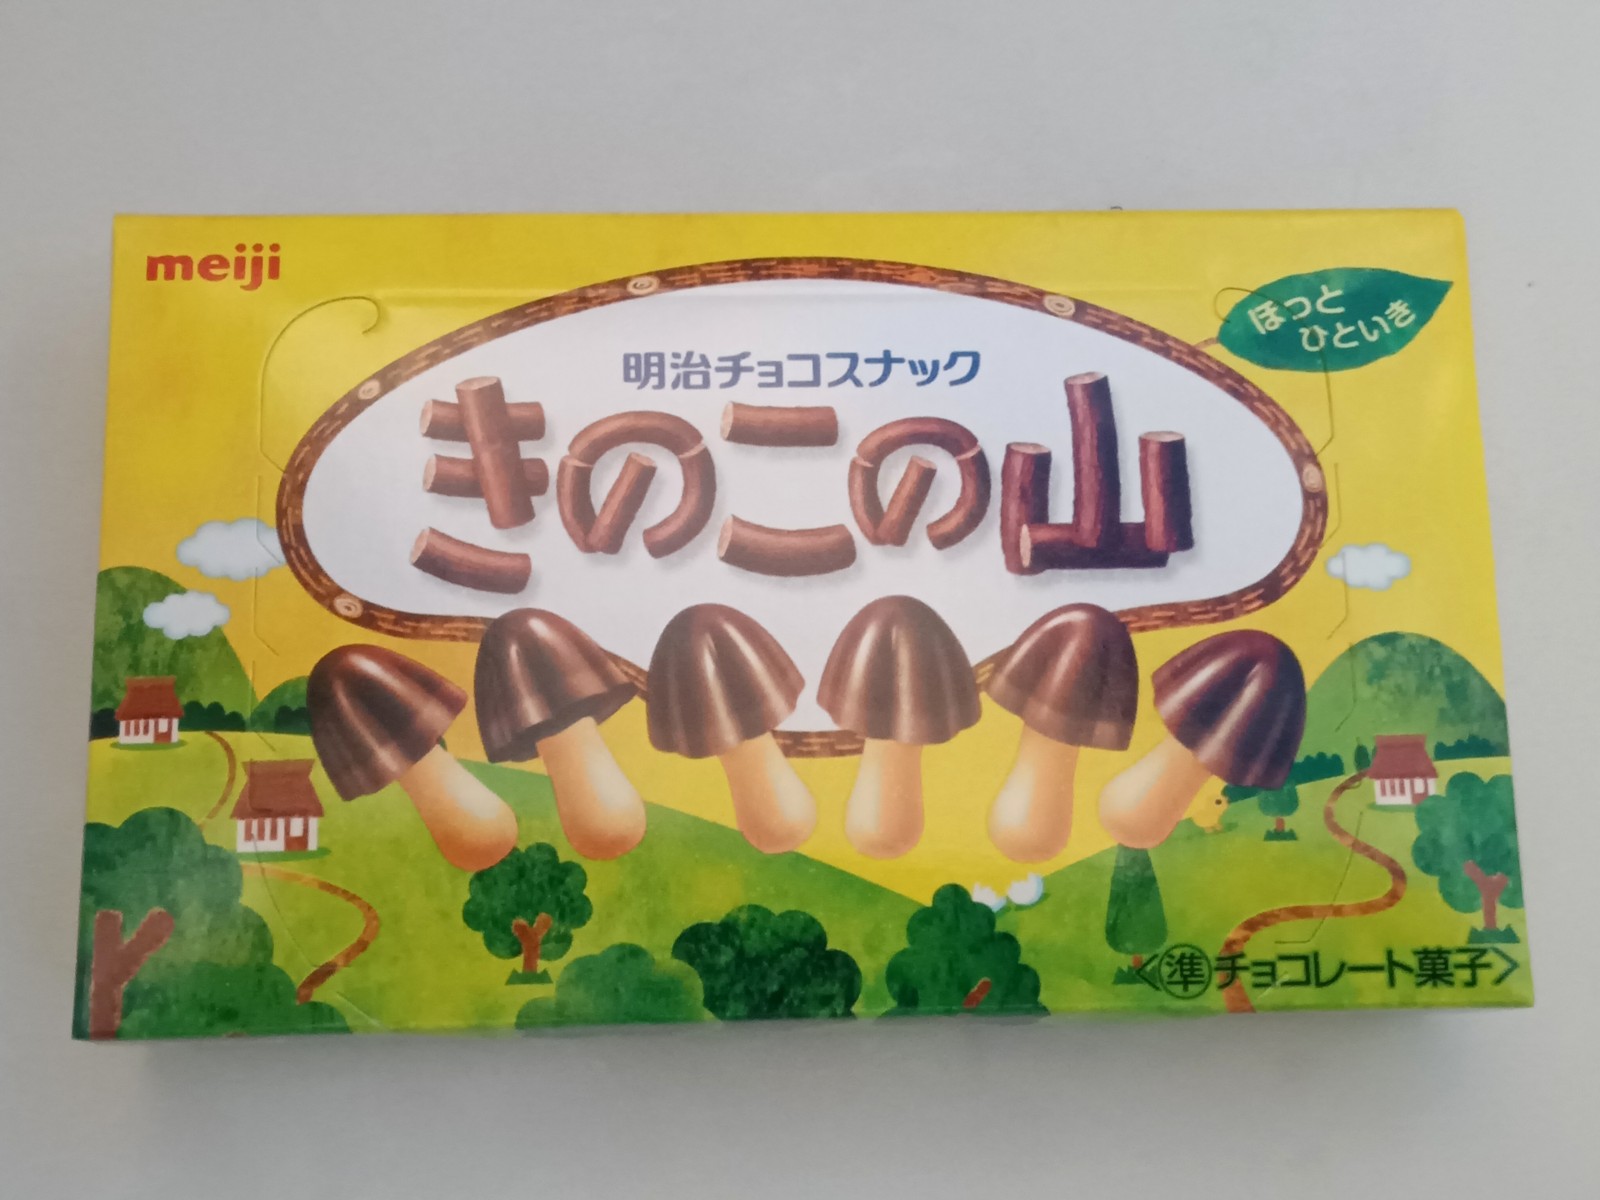 meiji
ほっと
ひといき
明治チョコスナック
きのこの山
<㊝チョコレート菓子>